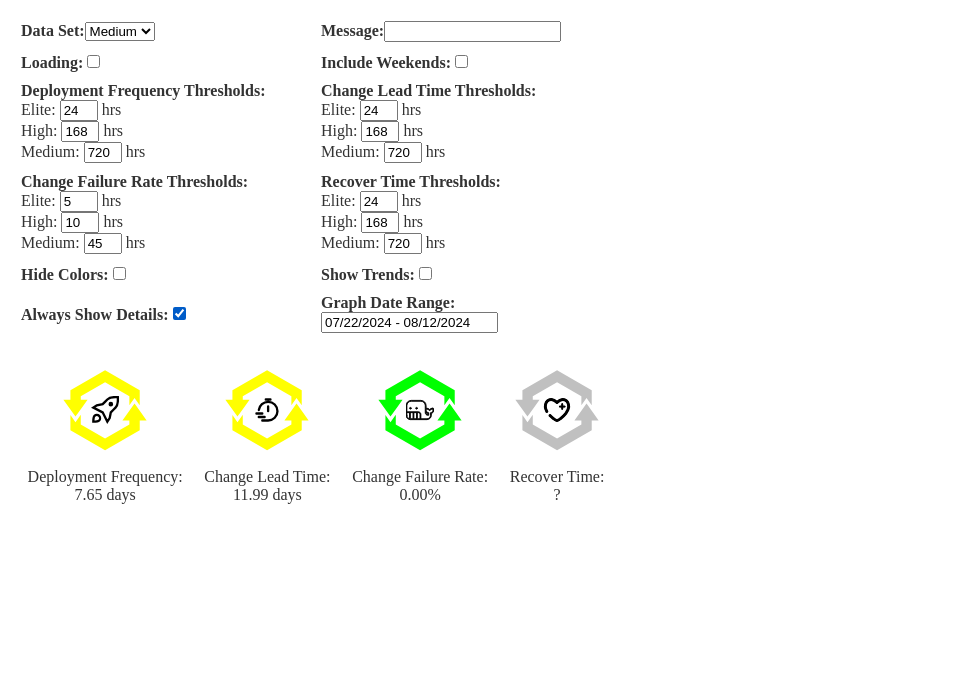 Data Set: Medium
Message:
Loading:
Include Weekends:
Deployment Frequency Thresholds:
Elite: 24 hrs
High: 168 hrs
Medium: 720 hrs
Change Lead Time Thresholds:
Elite: 24 hrs
High: 168 hrs
Medium: 720 hrs
Change Failure Rate Thresholds:
Elite: 5 hrs
High: 10 hrs
Medium: 45 hrs
Recover Time Thresholds:
Elite: 24 hrs
High: 168 hrs
Medium: 720 hrs
Hide Colors:
Show Trends:
Always Show Details:
Graph Date Range:
07/22/2024 - 08/12/2024
Deployment Frequency:
7.65 days
Change Lead Time:
11.99 days
Change Failure Rate:
0.00%
Recover Time:
?